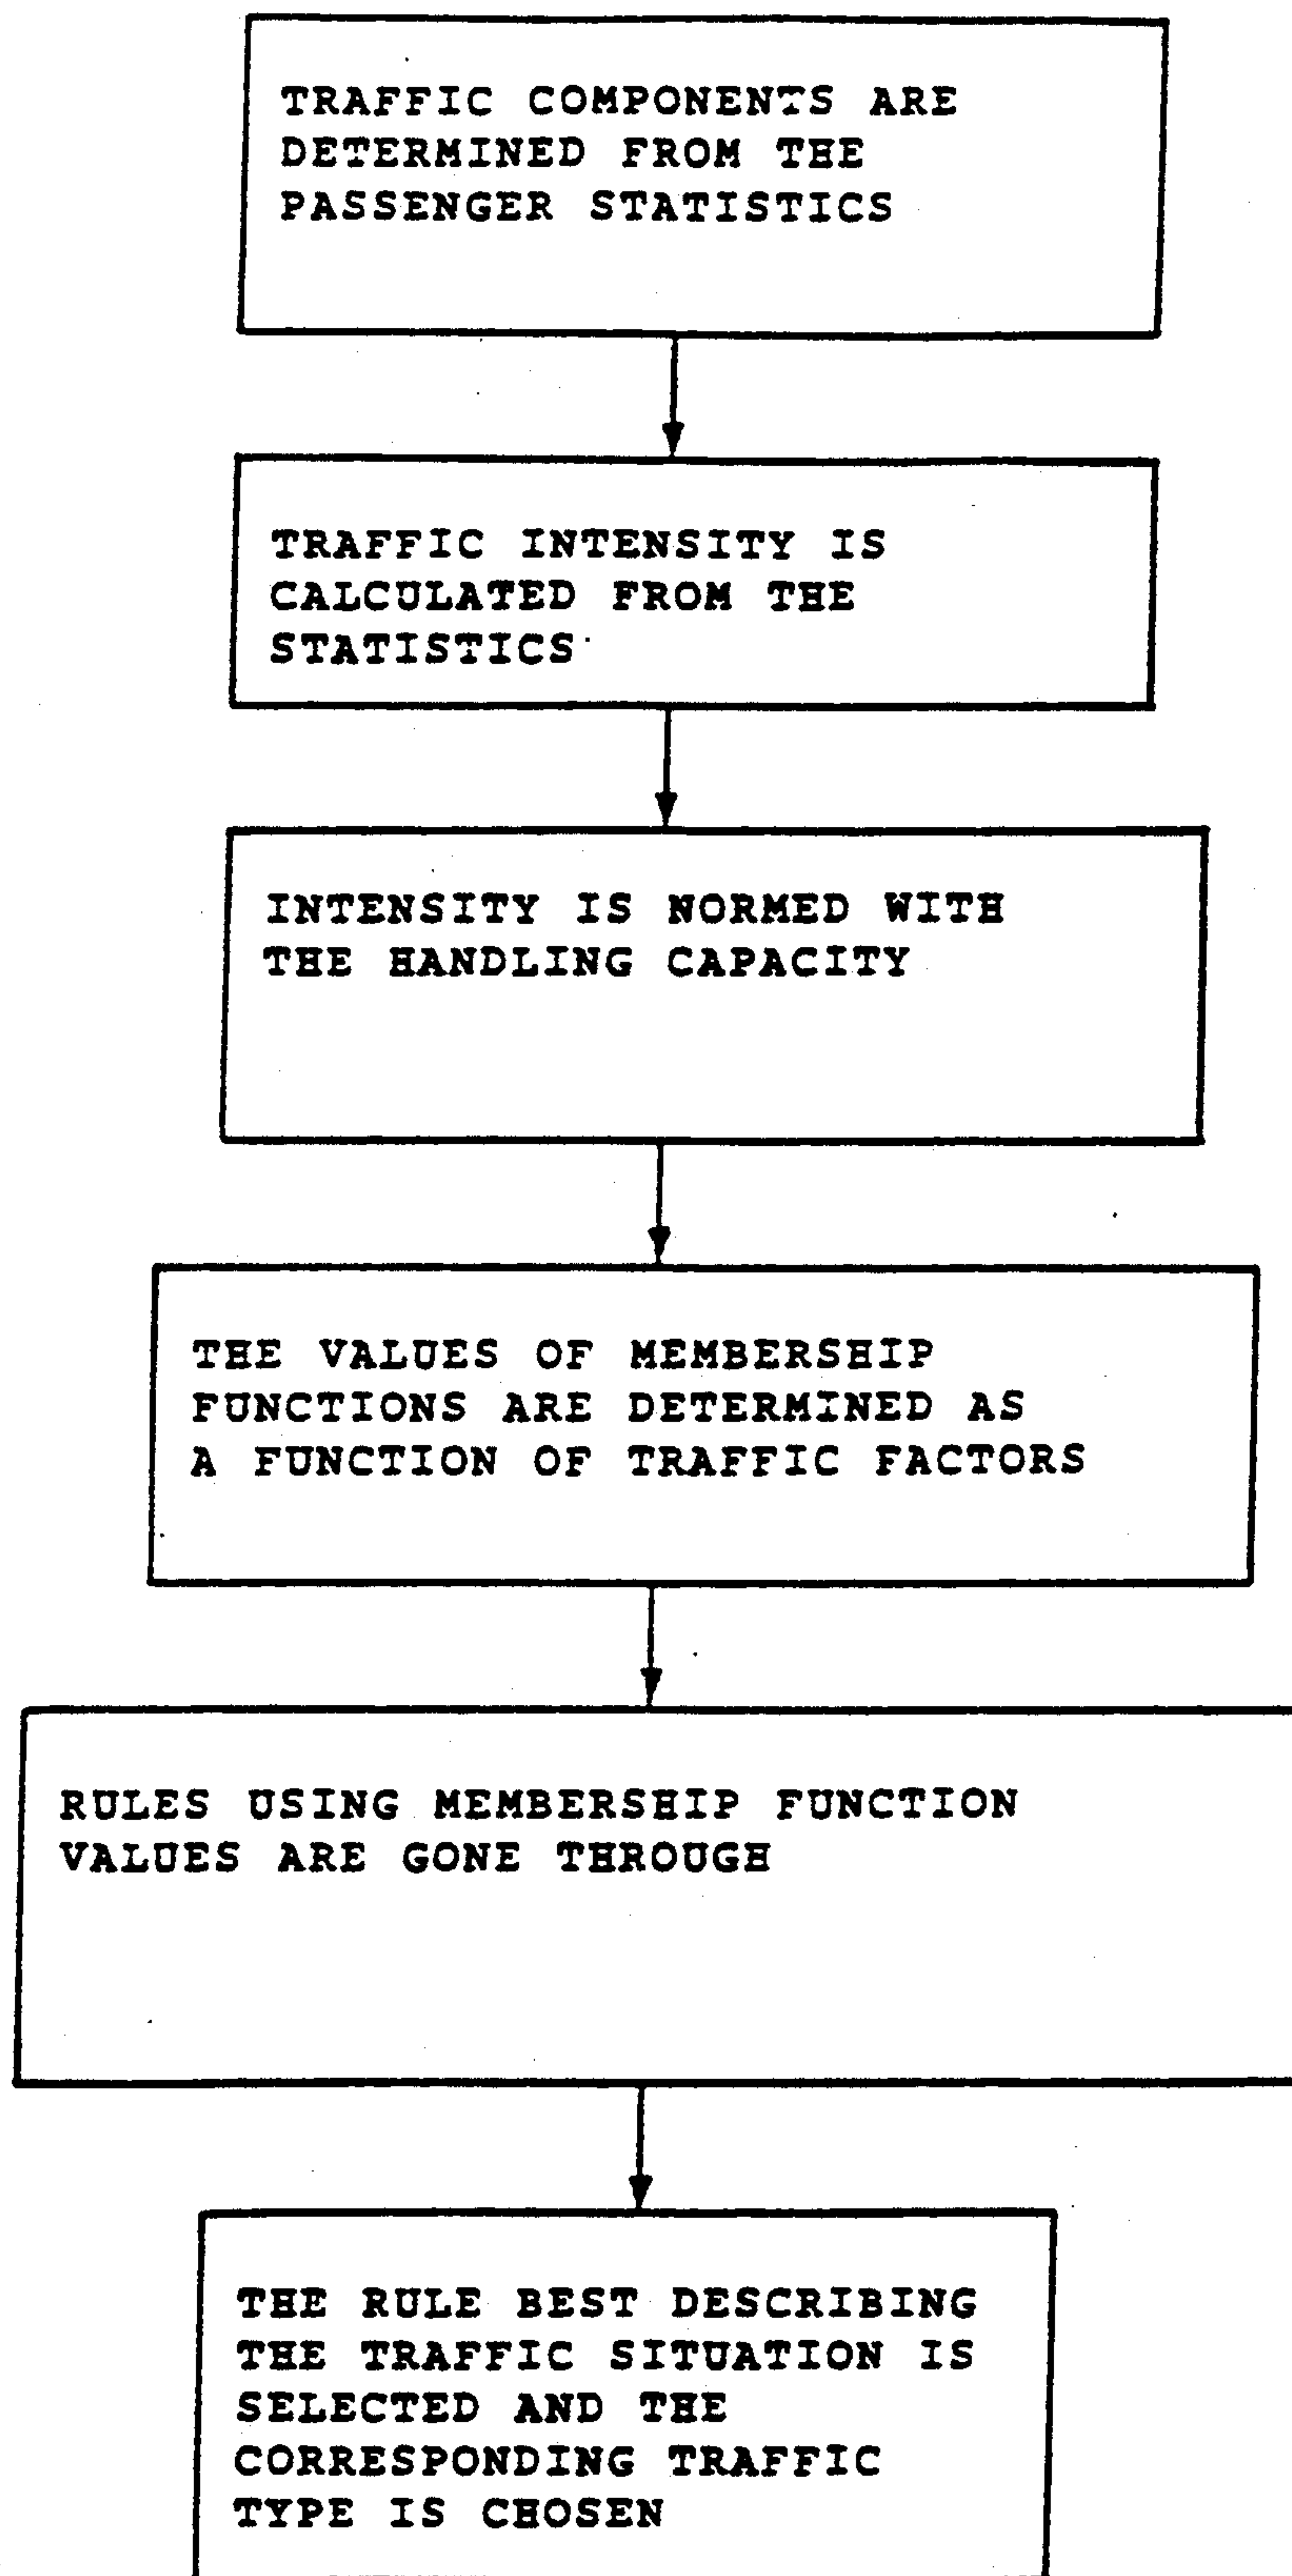 TRAFFIC COMPONENTS ARE
DETERMINED FROM THE
PASSENGER STATISTICS
TRAFFIC INTENSITY IS
CALCULATED FROM THE
STATISTICS
INTENSITY IS NORMED WITH
THE HANDLING CAPACITY
THE VALUES OF MEMBERSHIP
FUNCTIONS ARE DETERMINED AS
A FUNCTION OF TRAFFIC FACTORS
RULES USING MEMBERSHIP FUNCTION
VALUES ARE GONE THROUGH
THE RULE BEST DESCRIBING
THE TRAFFIC SITUATION IS
SELECTED AND THE
CORRESPONDING TRAFFIC
TYPE IS CHOSEN